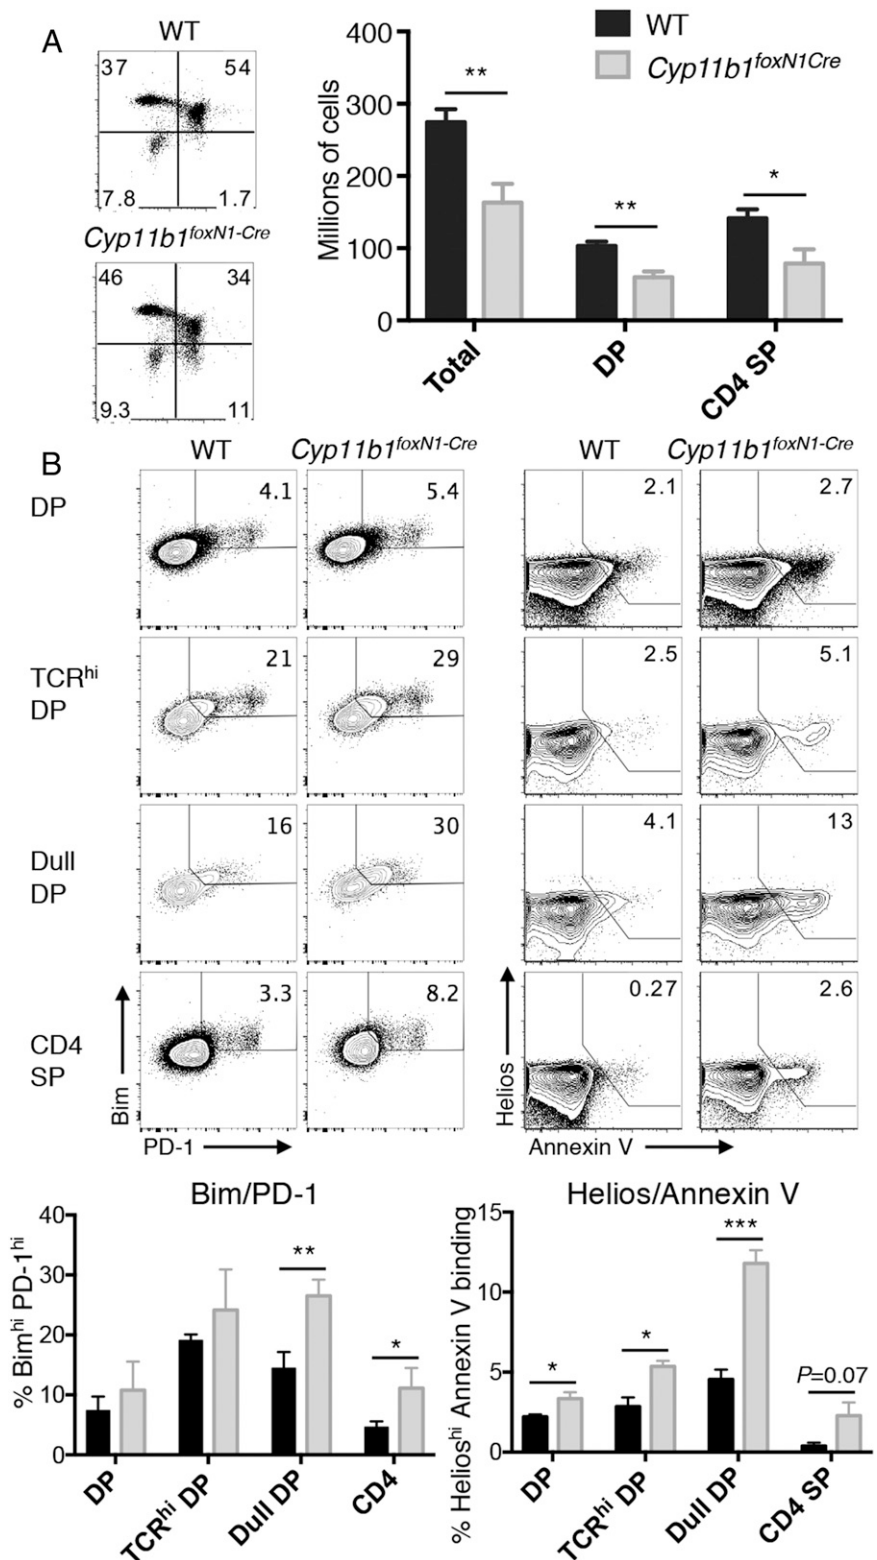 A
WT
37 54
7.8 1.7
Cyp11b1foxN1-Cre
46 34
9.3 11
Millions of cells
400
300
200
100
0
WT
Cyp11b1foxN1Cre
**
**
*
Total
DP
CD4 SP
B
WT Cyp11b1foxN1-Cre WT Cyp11b1foxN1-Cre
DP
4.1 5.4 2.1 2.7
TCRhi
DP
21 29 2.5 5.1
Dull
DP
16 30 4.1 13
CD4
SP
3.3 8.2 0.27 2.6
Bim
PD-1
Helios
Annexin V
Bim/PD-1
% Bimhi PD-1hi
40
30
20
10
0
**
*
DP
TCRhi DP
Dull DP
CD4
Helios/Annexin V
% Helioshi Annexin V binding
15
10
5
0
*
*
***
P=0.07
DP
TCRhi DP
Dull DP
CD4 SP